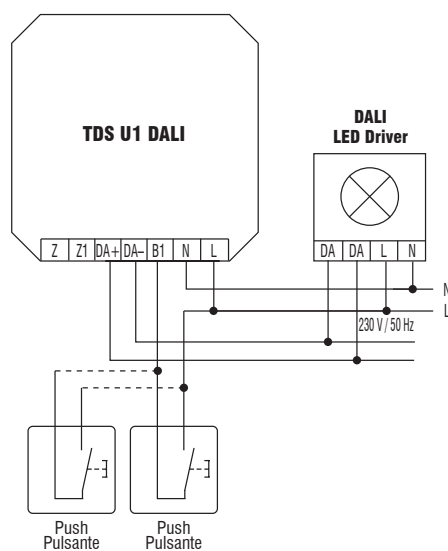 TDS U1 DALI
DALI
LED Driver
Z Z1 DA+ DA– B1 N L
DA DA L N
N
L
230 V / 50 Hz
Push
Pulsante
Push
Pulsante